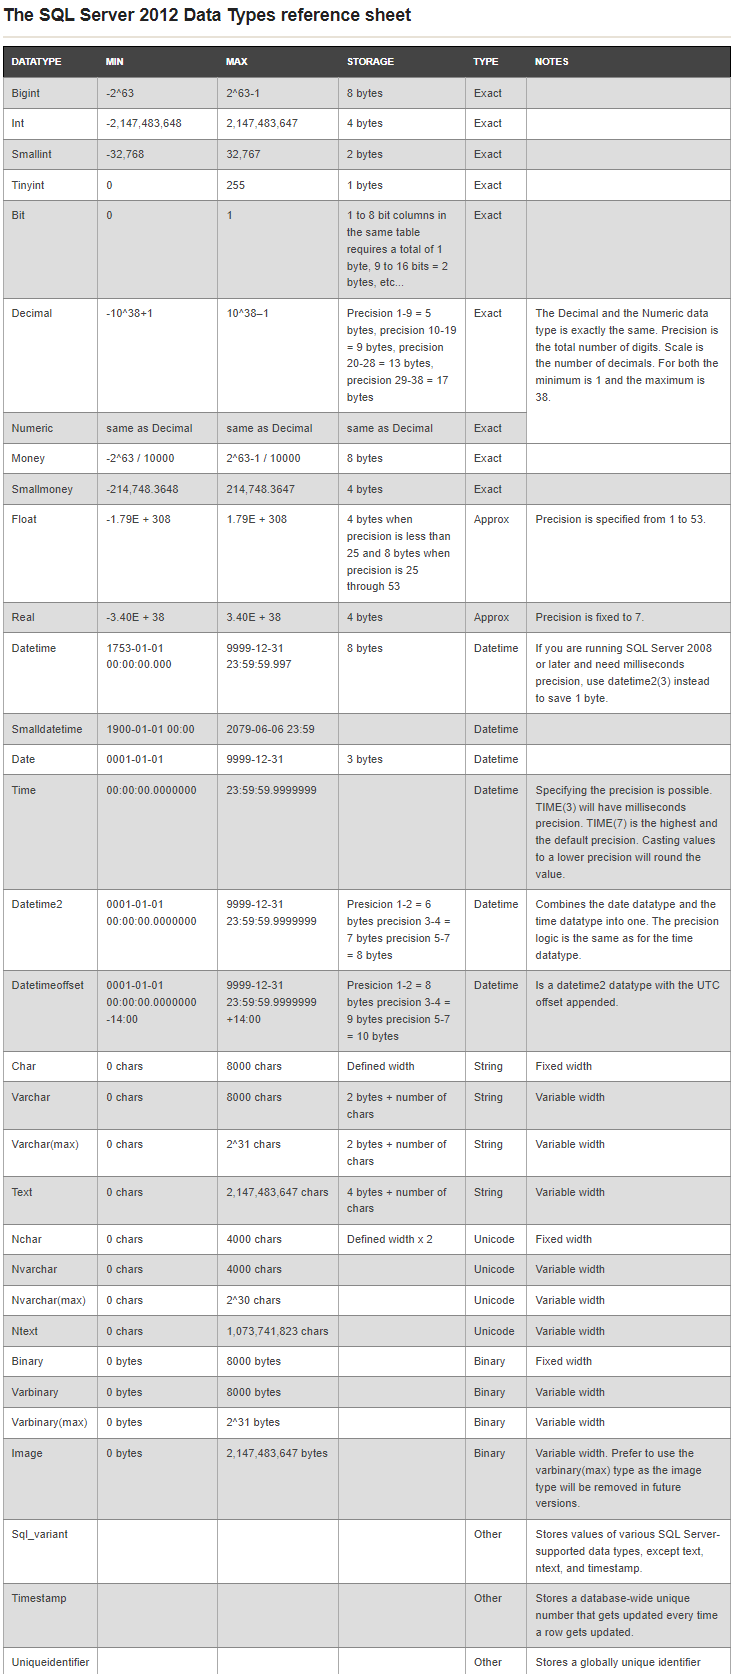 The SQL Server 2012 Data Types reference sheet
DATATYPE MIN MAX STORAGE TYPE NOTES
Bigint -2^63 2^63-1 8 bytes Exact
Int -2,147,483,648 2,147,483,647 4 bytes Exact
Smallint -32,768 32,767 2 bytes Exact
Tinyint 0 255 1 bytes Exact
Bit 0 1 1 to 8 bit columns in Exact
the same table
requires a total of 1
byte, 9 to 16 bits = 2
bytes, etc...
Decimal -10^38+1 10^38–1 Precision 1-9 = 5 Exact The Decimal and the Numeric data
bytes, precision 10-19 type is exactly the same. Precision is
= 9 bytes, precision the total number of digits. Scale is
20-28 = 13 bytes, the number of decimals. For both the
precision 29-38 = 17 minimum is 1 and the maximum is
bytes 38.
Numeric same as Decimal same as Decimal same as Decimal Exact
Money -2^63 / 10000 2^63-1 / 10000 8 bytes Exact
Smallmoney -214,748.3648 214,748.3647 4 bytes Exact
Float -1.79E + 308 1.79E + 308 4 bytes when Approx Precision is specified from 1 to 53.
precision is less than
25 and 8 bytes when
precision is 25
through 53
Real -3.40E + 38 3.40E + 38 4 bytes Approx Precision is fixed to 7.
Datetime 1753-01-01 9999-12-31 8 bytes Datetime If you are running SQL Server 2008
00:00:00.000 23:59:59.997 or later and need milliseconds
precision, use datetime2(3) instead
to save 1 byte.
Smalldatetime 1900-01-01 00:00 2079-06-06 23:59 Datetime
Date 0001-01-01 9999-12-31 3 bytes Datetime
Time 00:00:00.0000000 23:59:59.9999999 Datetime Specifying the precision is possible.
TIME(3) will have milliseconds
precision. TIME(7) is the highest and
the default precision. Casting values
to a lower precision will round the
value.
Datetime2 0001-01-01 9999-12-31 Presicion 1-2 = 6 Datetime Combines the date datatype and the
00:00:00.0000000 23:59:59.9999999 bytes precision 3-4 = time datatype into one. The precision
7 bytes precision 5-7 logic is the same as for the time
= 8 bytes datatype.
Datetimeoffset 0001-01-01 9999-12-31 Presicion 1-2 = 8 Datetime Is a datetime2 datatype with the UTC
00:00:00.0000000 23:59:59.9999999 bytes precision 3-4 = offset appended.
-14:00 +14:00 9 bytes precision 5-7
= 10 bytes
Char 0 chars 8000 chars Defined width String Fixed width
Varchar 0 chars 8000 chars 2 bytes + number of String Variable width
chars
Varchar(max) 0 chars 2^31 chars 2 bytes + number of String Variable width
chars
Text 0 chars 2,147,483,647 chars 4 bytes + number of String Variable width
chars
Nchar 0 chars 4000 chars Defined width x 2 Unicode Fixed width
Nvarchar 0 chars 4000 chars Unicode Variable width
Nvarchar(max) 0 chars 2^30 chars Unicode Variable width
Ntext 0 chars 1,073,741,823 chars Unicode Variable width
Binary 0 bytes 8000 bytes Binary Fixed width
Varbinary 0 bytes 8000 bytes Binary Variable width
Varbinary(max) 0 bytes 2^31 bytes Binary Variable width
Image 0 bytes 2,147,483,647 bytes Binary Variable width. Prefer to use the
varbinary(max) type as the image
type will be removed in future
versions.
Sql_variant Other Stores values of various SQL Server-
supported data types, except text,
ntext, and timestamp.
Timestamp Other Stores a database-wide unique
number that gets updated every time
a row gets updated.
Uniqueidentifier Other Stores a globally unique identifier